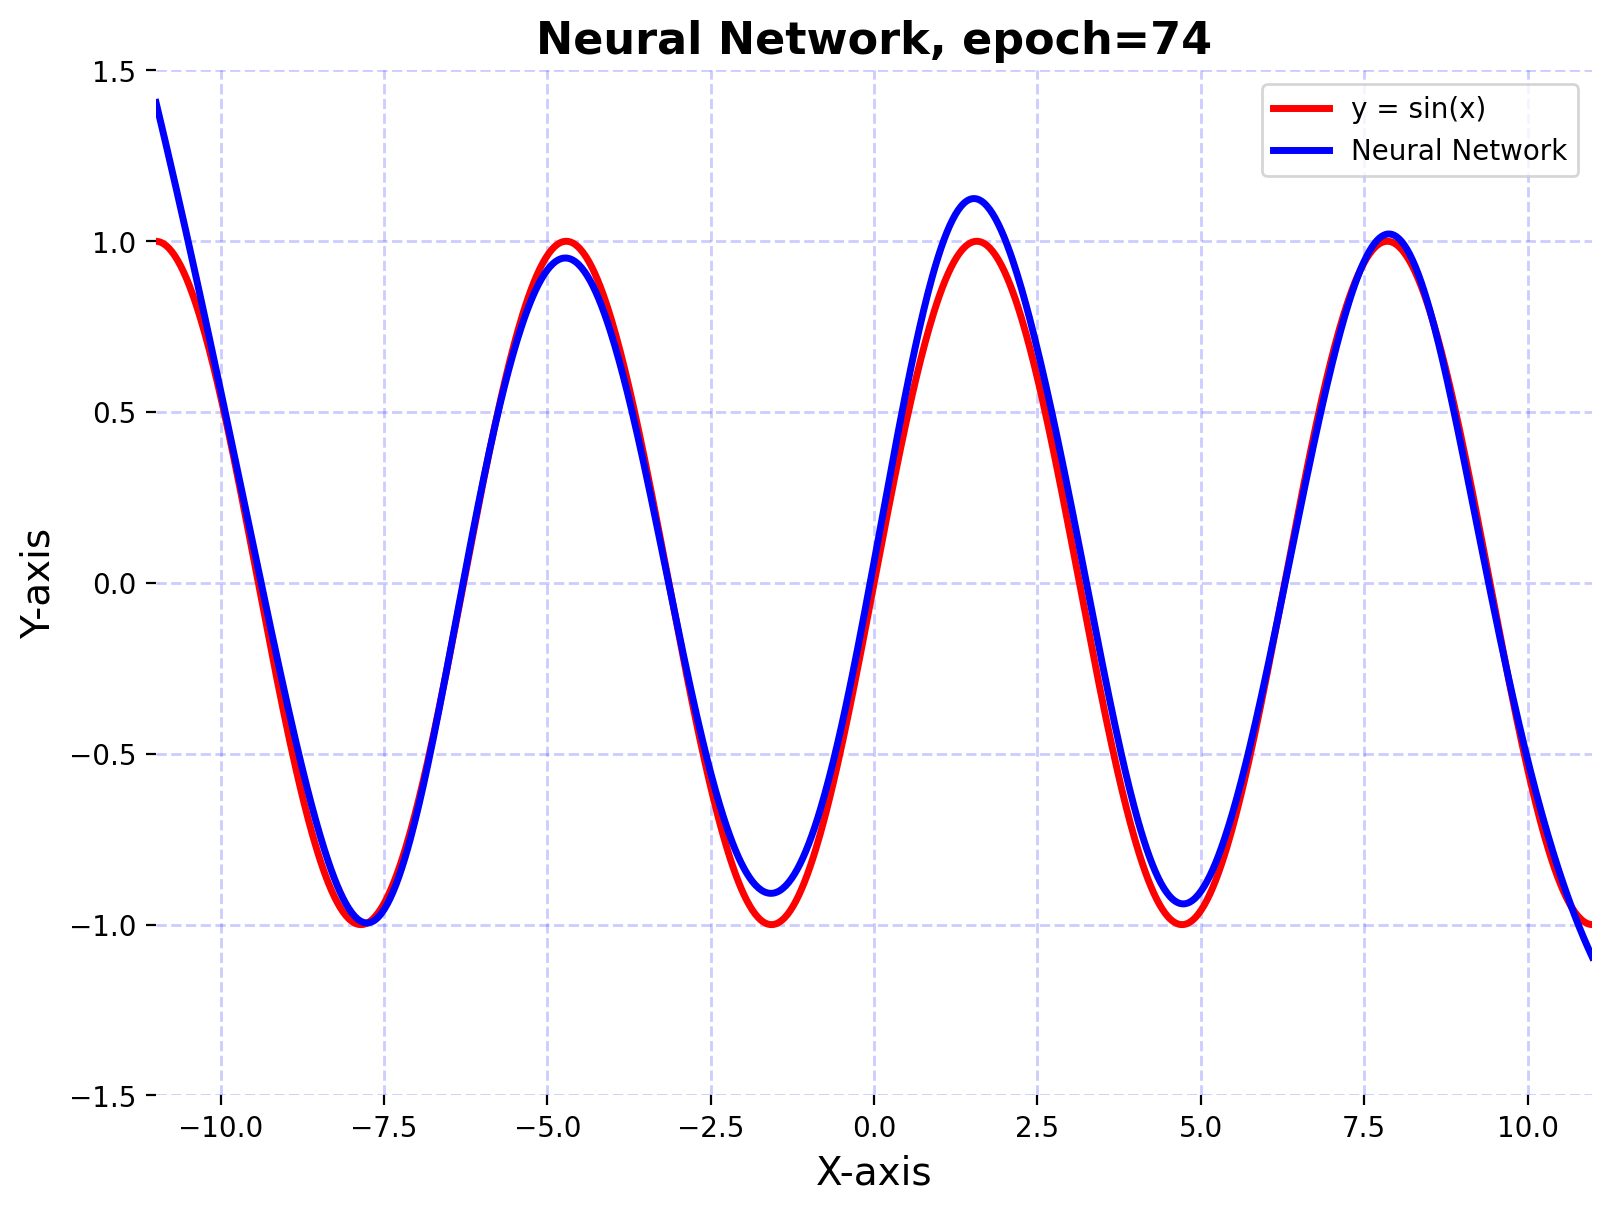 Neural Network, epoch=74
y = sin(x)
Neural Network
1.5
1.0
0.5
0.0
−0.5
−1.0
−1.5
Y-axis
−10.0 −7.5 −5.0 −2.5 0.0 2.5 5.0 7.5 10.0
X-axis